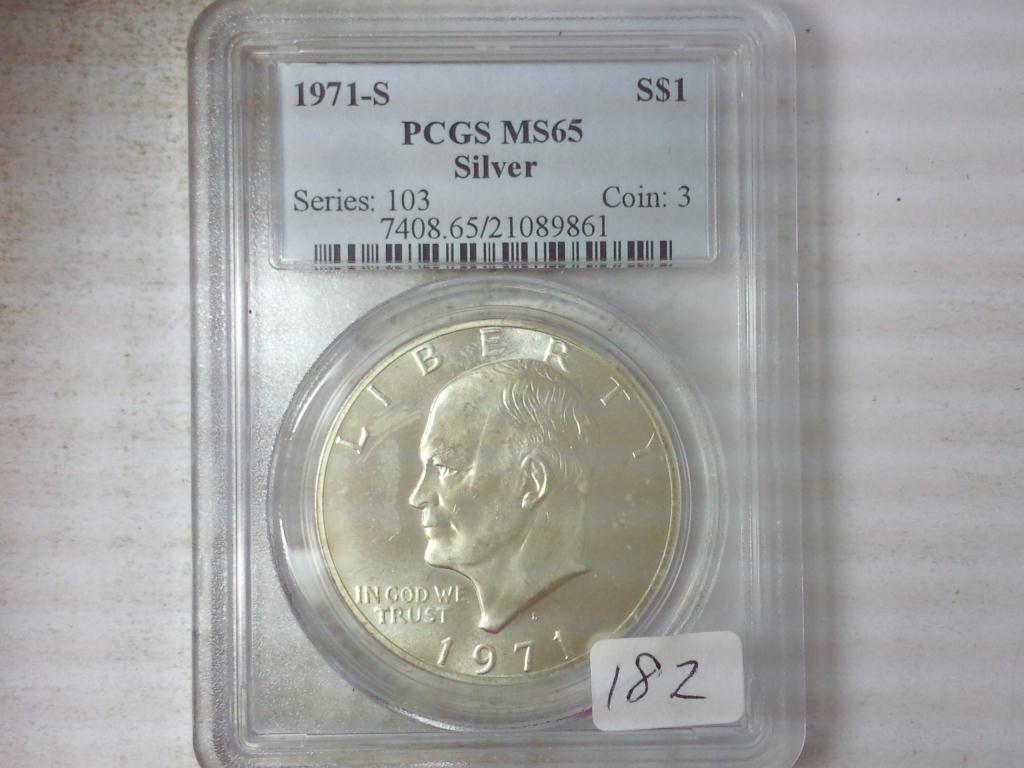 1971-S S$1
PCGS MS65
Silver
Series: 103 Coin: 3
7408.65/21089861
LIBERTY
IN GOD WE
TRUST
S
1971
182